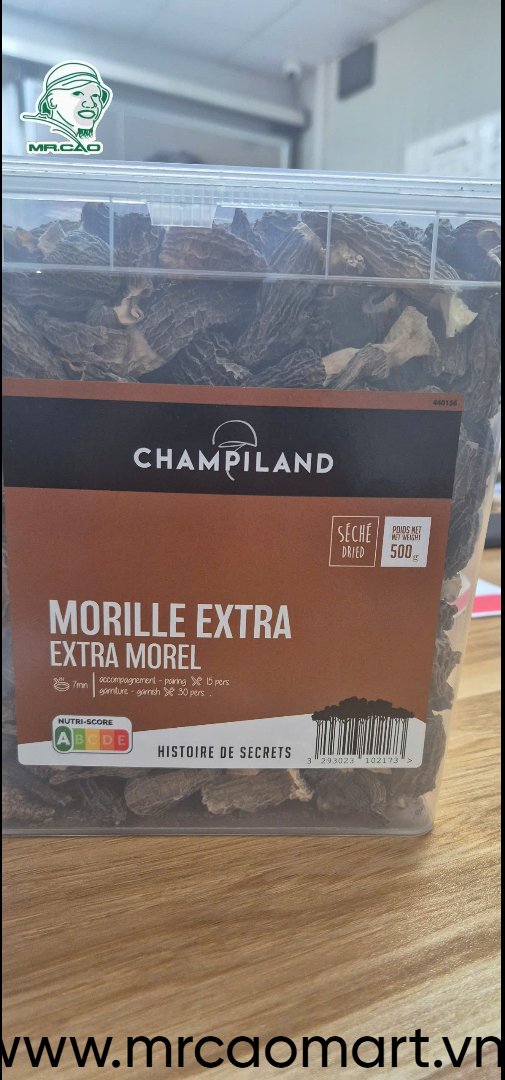 MR.CAO
440156
CHAMPILAND
SÉCHÉ
DRIED
POIDS NET
NET WEIGHT
500g
MORILLE EXTRA
EXTRA MOREL
7min
accompagnement - pairing 15 pers.
garniture - garnish 30 pers.
NUTRI-SCORE
A B C D E
HISTOIRE DE SECRETS
3 293023 102173 >
www.mrcaomart.vn